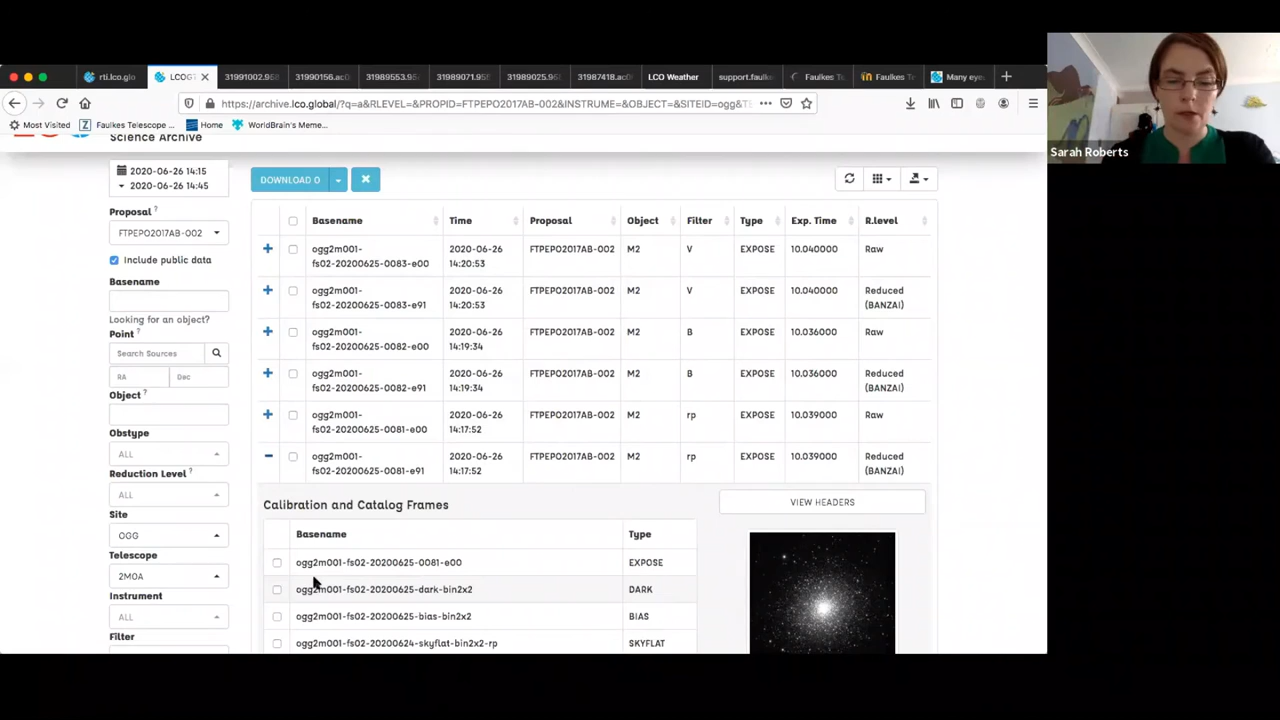 rti.lco.glo
LCOGT
31991002.95
31990156.ac0
31989553.95
31989071.95
31989025.95
31987418.ac0
LCO Weather
support.faulke
Faulkes Te
Faulkes Te
Many eyes
https://archive.lco.global/?q=a&RLEVEL=&PROPID=FTPEPO2017AB-002&INSTRUME=&OBJECT=&SITEID=ogg&T
Most Visited
Faulkes Telescope ...
Home
WorldBrain's Meme...
Science Archive
2020-06-26 14:15
2020-06-26 14:45
Proposal ?
FTPEPO2017AB-002
Include public data
Basename
Looking for an object?
Point ?
Search Sources
RA
Dec
Object ?
Obstype
ALL
Reduction Level ?
ALL
Site
OGG
Telescope
2M0A
Instrument
ALL
Filter
DOWNLOAD 0
Basename Time Proposal Object Filter Type Exp. Time R.level
ogg2m001- 2020-06-26 FTPEPO2017AB-002 M2 V EXPOSE 10.040000 Raw
fs02-20200625-0083-e00 14:20:53
ogg2m001- 2020-06-26 FTPEPO2017AB-002 M2 V EXPOSE 10.040000 Reduced
fs02-20200625-0083-e91 14:20:53 (BANZAI)
ogg2m001- 2020-06-26 FTPEPO2017AB-002 M2 B EXPOSE 10.036000 Raw
fs02-20200625-0082-e00 14:19:34
ogg2m001- 2020-06-26 FTPEPO2017AB-002 M2 B EXPOSE 10.036000 Reduced
fs02-20200625-0082-e91 14:19:34 (BANZAI)
ogg2m001- 2020-06-26 FTPEPO2017AB-002 M2 rp EXPOSE 10.039000 Raw
fs02-20200625-0081-e00 14:17:52
ogg2m001- 2020-06-26 FTPEPO2017AB-002 M2 rp EXPOSE 10.039000 Reduced
fs02-20200625-0081-e91 14:17:52 (BANZAI)
Calibration and Catalog Frames
VIEW HEADERS
Basename Type
ogg2m001-fs02-20200625-0081-e00 EXPOSE
ogg2m001-fs02-20200625-dark-bin2x2 DARK
ogg2m001-fs02-20200625-bias-bin2x2 BIAS
ogg2m001-fs02-20200624-skyflat-bin2x2-rp SKYFLAT
Sarah Roberts